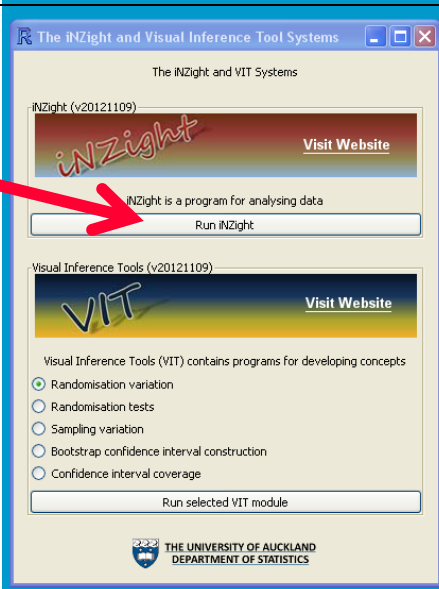 The iNZight and Visual Inference Tool Systems
The iNZight and VIT Systems
iNZight (v20121109)
iNZight
Visit Website
iNZight is a program for analysing data
Run iNZight
Visual Inference Tools (v20121109)
VIT
Visit Website
Visual Inference Tools (VIT) contains programs for developing concepts
Randomisation variation
Randomisation tests
Sampling variation
Bootstrap confidence interval construction
Confidence interval coverage
Run selected VIT module
THE UNIVERSITY OF AUCKLAND
DEPARTMENT OF STATISTICS